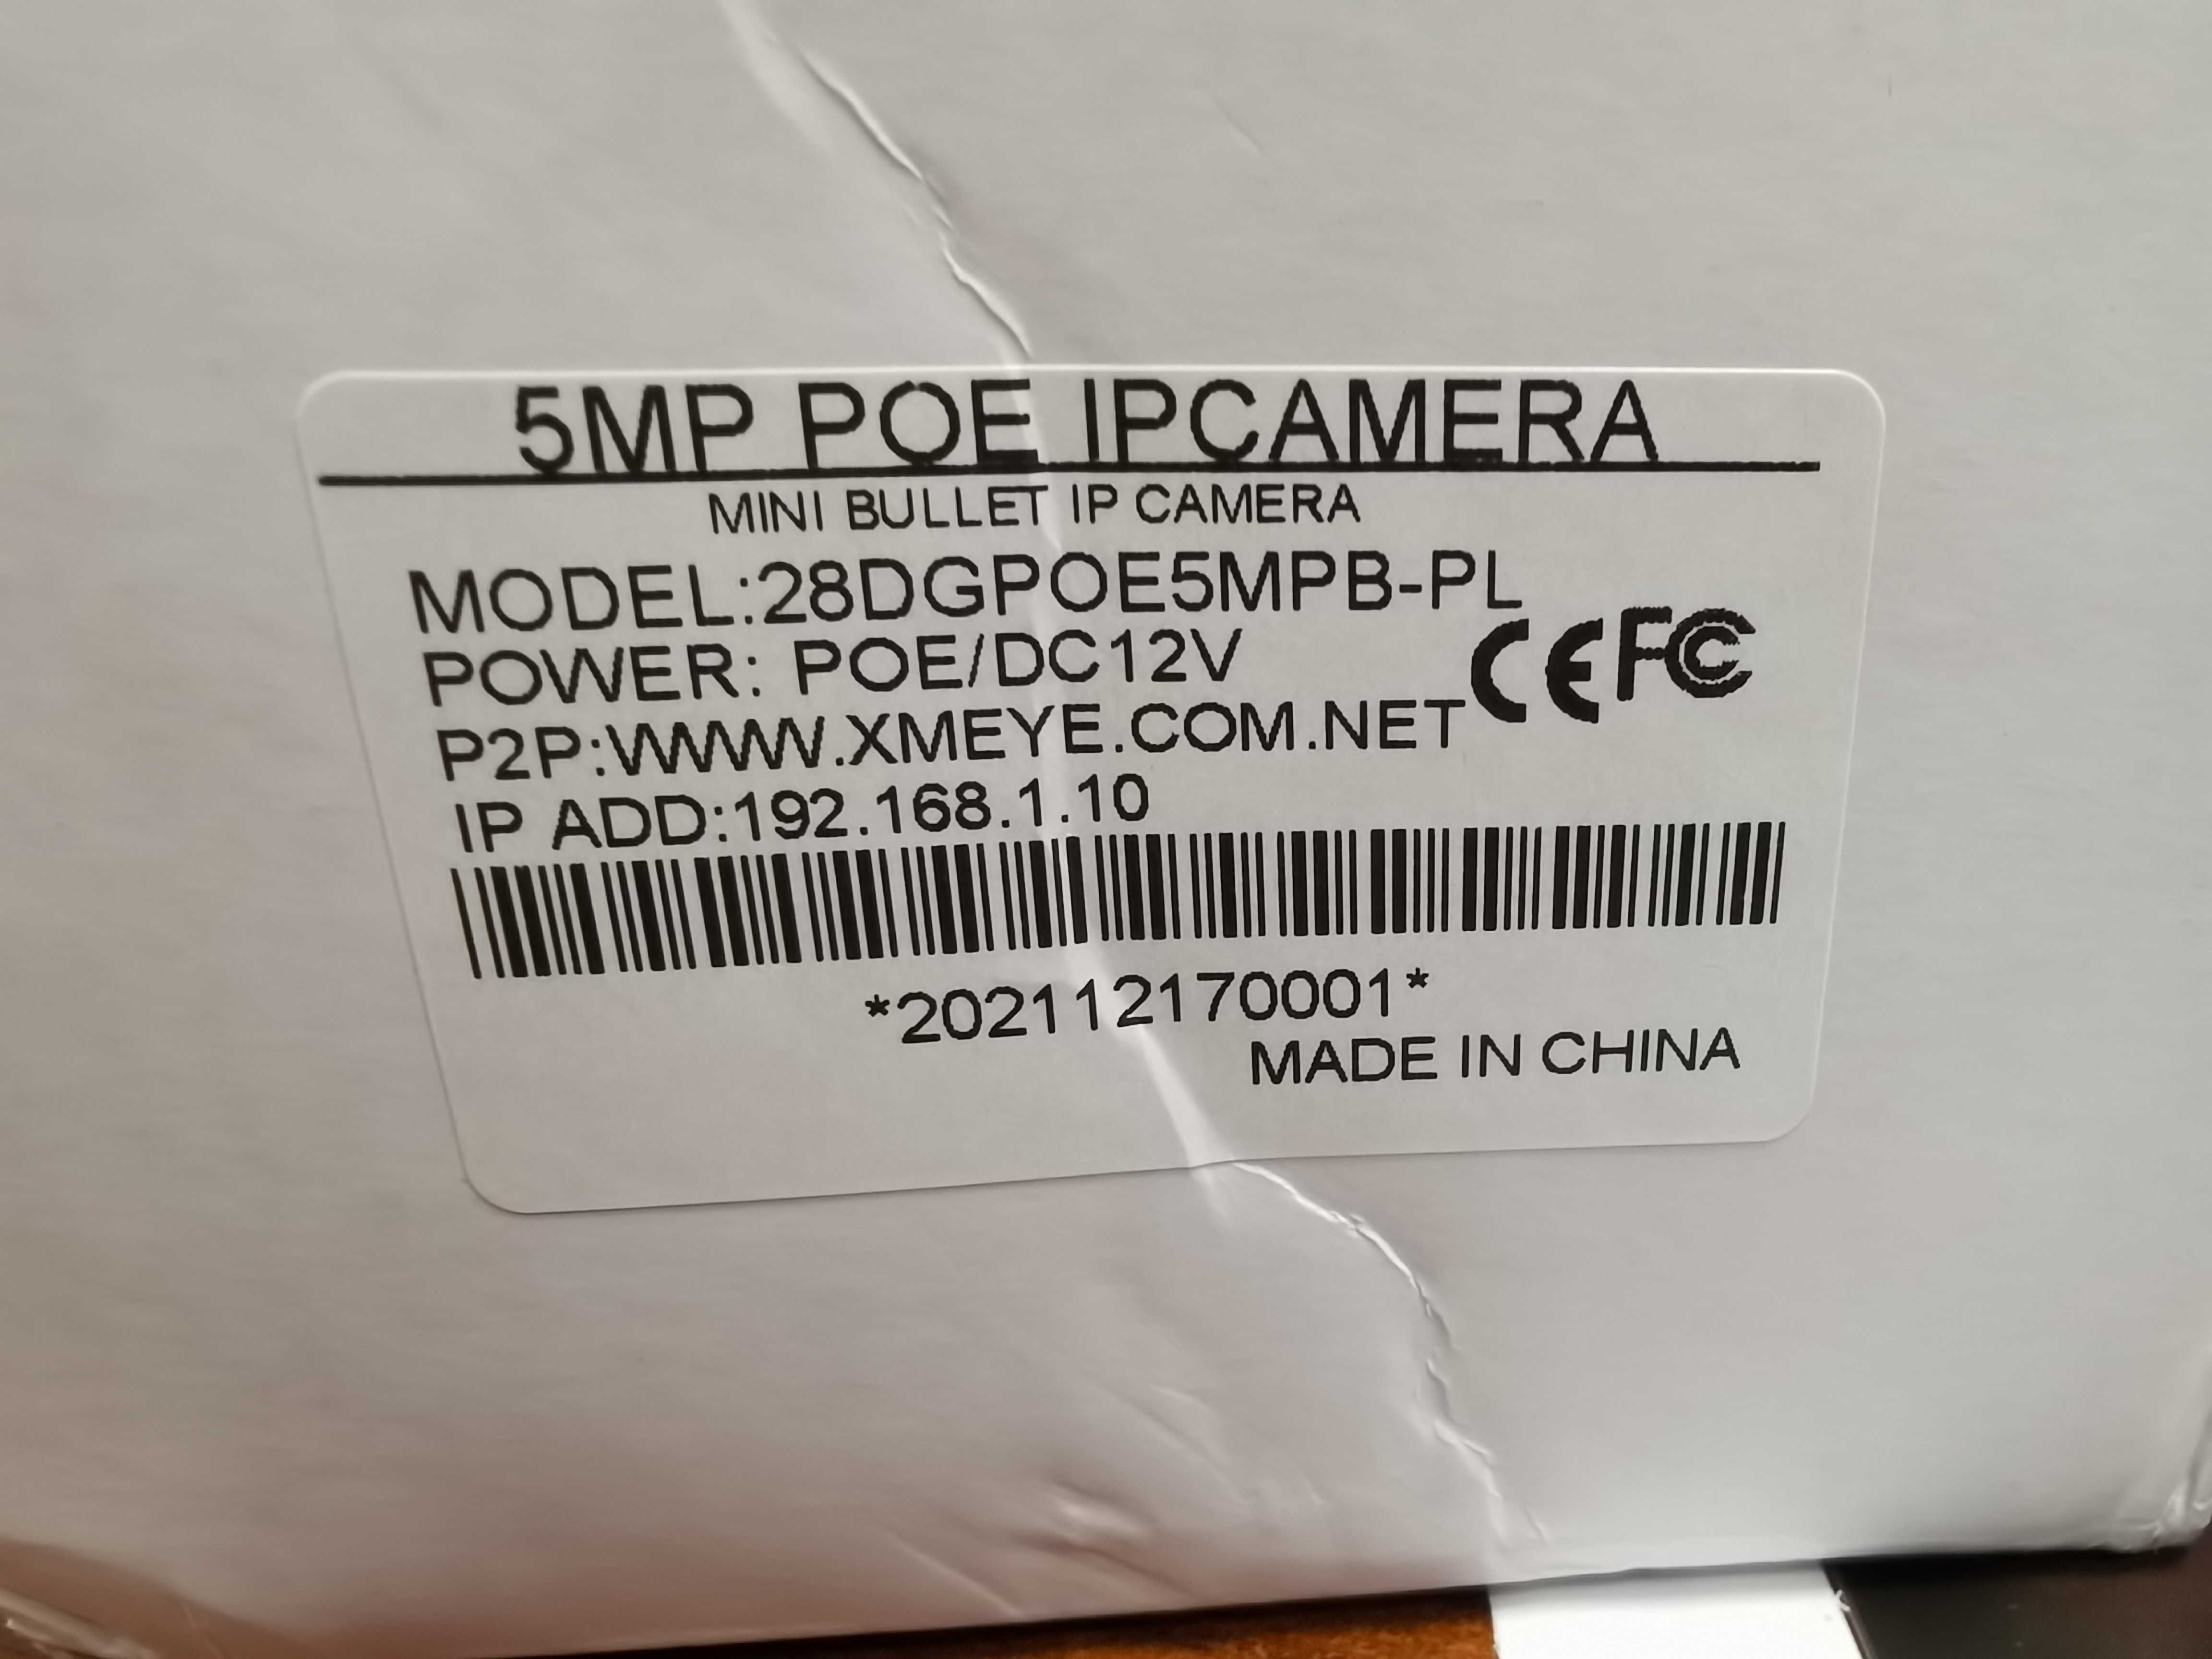 5MP POE IPCAMERA
MINI BULLET IP CAMERA
MODEL:28DGPOE5MPB-PL
POWER: POE/DC12V
CE FC
P2P:WWW.XMEYE.COM.NET
IP ADD:192.168.1.10
*202112170001*
MADE IN CHINA